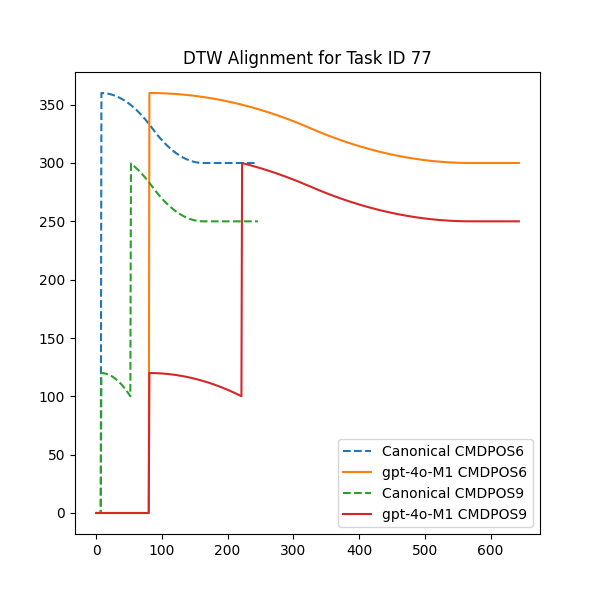 DTW Alignment for Task ID 77
350
300
250
200
150
100
50
0
Canonical CMDPOS6
gpt-4o-M1 CMDPOS6
Canonical CMDPOS9
gpt-4o-M1 CMDPOS9
0 100 200 300 400 500 600